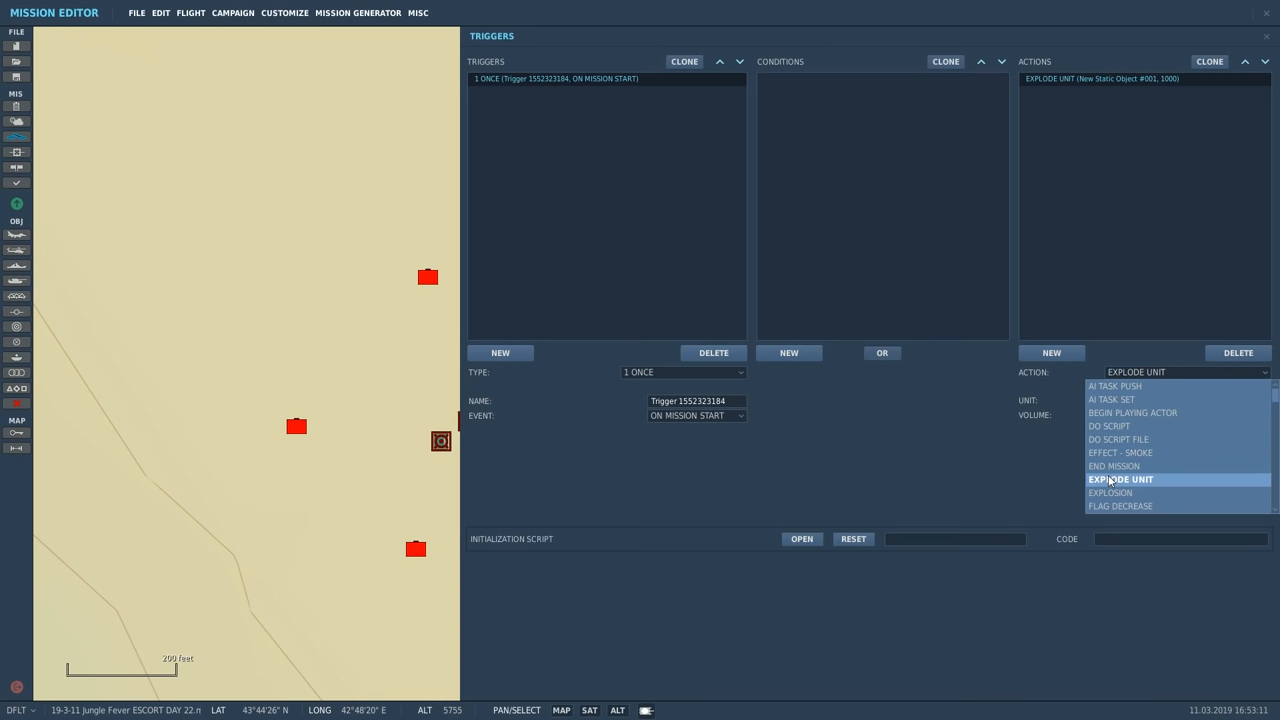 MISSION EDITOR
FILE EDIT FLIGHT CAMPAIGN CUSTOMIZE MISSION GENERATOR MISC
FILE
MIS
OBJ
MAP
200 feet
TRIGGERS
TRIGGERS CLONE
1 ONCE (Trigger 1552323184, ON MISSION START)
NEW DELETE
TYPE: 1 ONCE
NAME: Trigger 1552323184
EVENT: ON MISSION START
CONDITIONS CLONE
NEW OR
ACTIONS CLONE
EXPLODE UNIT (New Static Object #001, 1000)
NEW DELETE
ACTION: EXPLODE UNIT
UNIT:
VOLUME:
AI TASK PUSH
AI TASK SET
BEGIN PLAYING ACTOR
DO SCRIPT
DO SCRIPT FILE
EFFECT - SMOKE
END MISSION
EXPLODE UNIT
EXPLOSION
FLAG DECREASE
INITIALIZATION SCRIPT OPEN RESET CODE
DFLT 19-3-11 Jungle Fever ESCORT DAY 22.m LAT 43°44'26" N LONG 42°48'20" E ALT 5755 PAN/SELECT MAP SAT ALT 11.03.2019 16:53:11